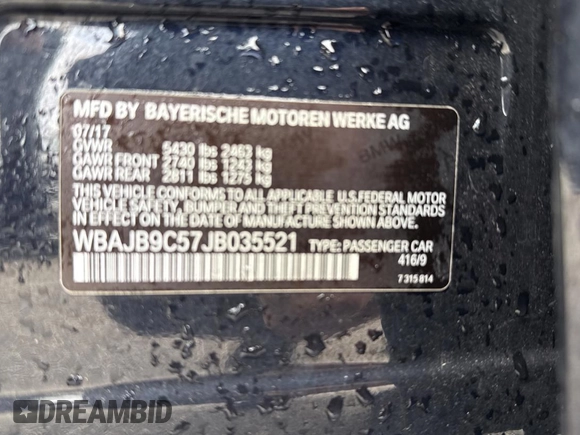 MFD BY BAYERISCHE MOTOREN WERKE AG
07/17
GVWR 5430 lbs 2463 kg
GAWR FRONT 2740 lbs 1243 kg
GAWR REAR 2811 lbs 1275 kg
THIS VEHICLE CONFORMS TO ALL APPLICABLE U.S.FEDERAL MOTOR
VEHICLE SAFETY, BUMPER, AND THEFT PREVENTION STANDARDS
IN EFFECT ON THE DATE OF MANUFACTURE SHOWN ABOVE.
WBAJB9C57JB035521 TYPE: PASSENGER CAR
416/9
7 315 814
DREAMBID